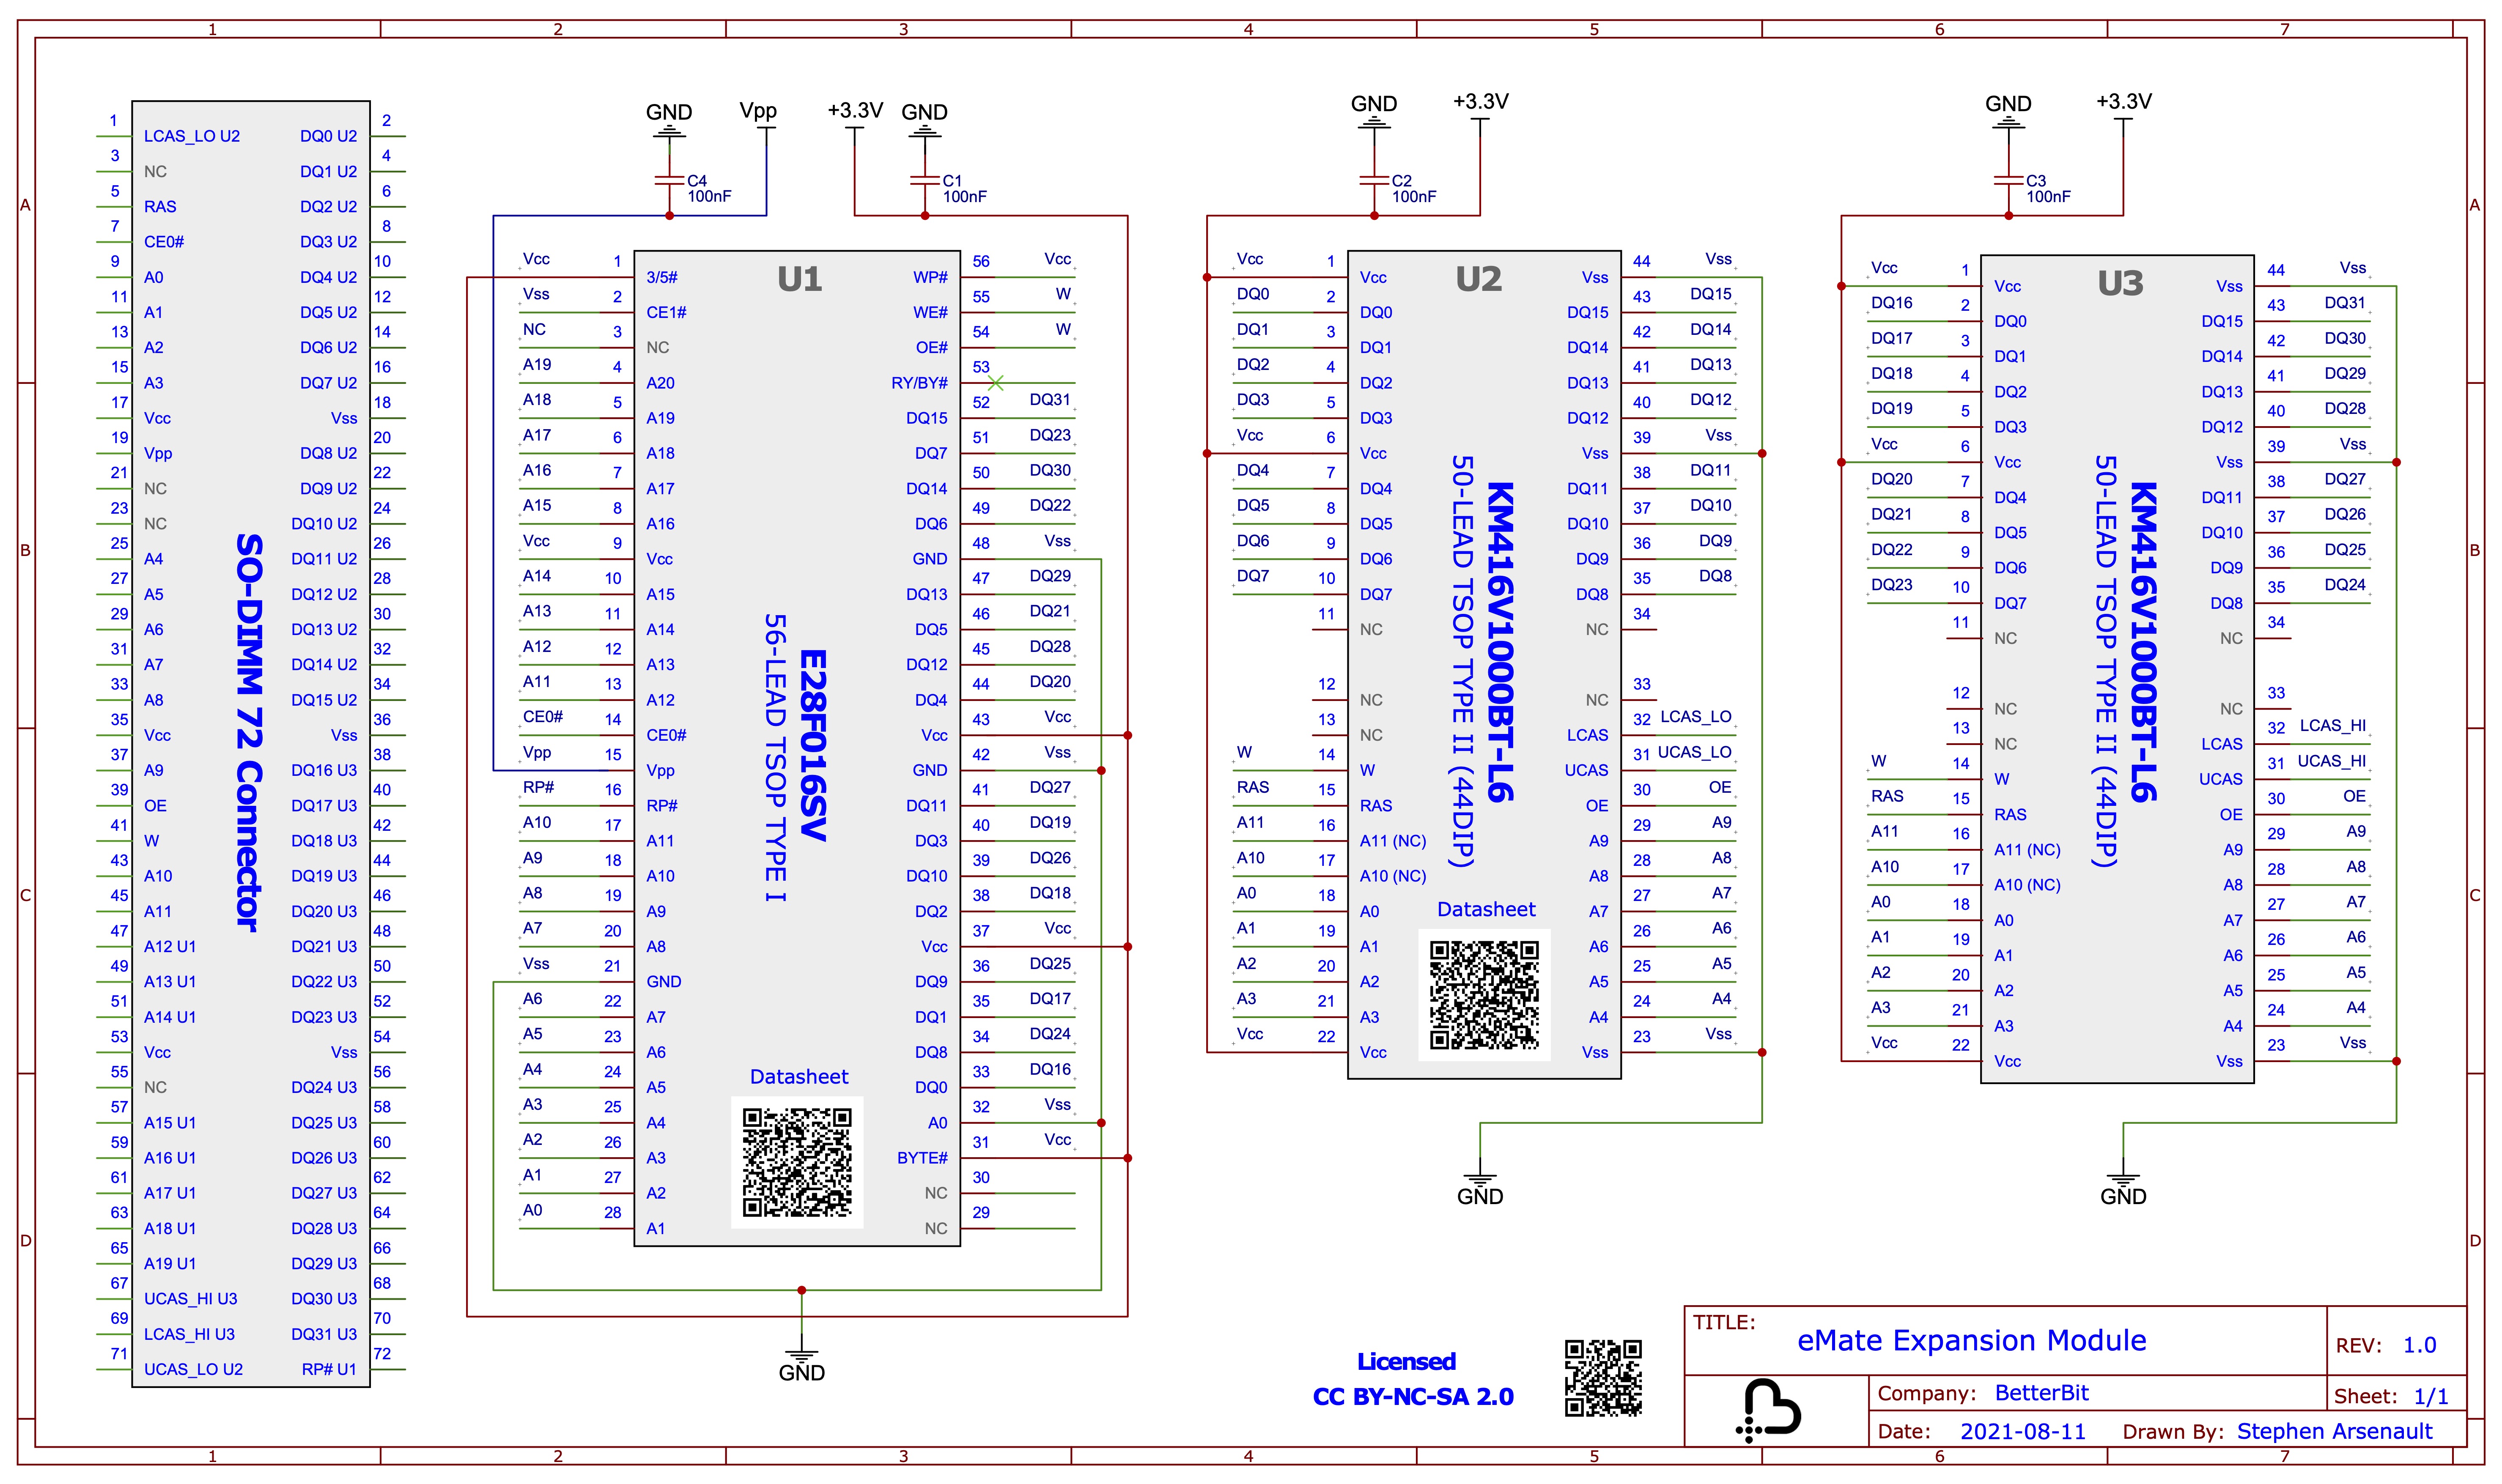 1 2 3 4 5 6 7
A A
B B
C C
D D
1 LCAS_LO U2 DQ0 U2 2
3 NC DQ1 U2 4
5 RAS DQ2 U2 6
7 CE0# DQ3 U2 8
9 A0 DQ4 U2 10
11 A1 DQ5 U2 12
13 A2 DQ6 U2 14
15 A3 DQ7 U2 16
17 Vcc Vss 18
19 Vpp DQ8 U2 20
21 NC DQ9 U2 22
23 NC DQ10 U2 24
25 A4 DQ11 U2 26
27 A5 DQ12 U2 28
29 A6 DQ13 U2 30
31 A7 DQ14 U2 32
33 A8 DQ15 U2 34
35 Vcc Vss 36
37 A9 DQ16 U3 38
39 OE DQ17 U3 40
41 W DQ18 U3 42
43 A10 DQ19 U3 44
45 A11 DQ20 U3 46
47 A12 U1 DQ21 U3 48
49 A13 U1 DQ22 U3 50
51 A14 U1 DQ23 U3 52
53 Vcc Vss 54
55 NC DQ24 U3 56
57 A15 U1 DQ25 U3 58
59 A16 U1 DQ26 U3 60
61 A17 U1 DQ27 U3 62
63 A18 U1 DQ28 U3 64
65 A19 U1 DQ29 U3 66
67 UCAS_HI U3 DQ30 U3 68
69 LCAS_HI U3 DQ31 U3 70
71 UCAS_LO U2 RP# U1 72
SO-DIMM 72 Connector
GND Vpp +3.3V GND
C4
100nF
C1
100nF
U1
Vcc 1 3/5# WP# 56 Vcc
Vss 2 CE1# WE# 55 W
NC 3 NC OE# 54 W
A19 4 A20 RY/BY# 53
A18 5 A19 DQ15 52 DQ31
A17 6 A18 DQ7 51 DQ23
A16 7 A17 DQ14 50 DQ30
A15 8 A16 DQ6 49 DQ22
Vcc 9 Vcc GND 48 Vss
A14 10 A15 DQ13 47 DQ29
A13 11 A14 DQ5 46 DQ21
A12 12 A13 DQ12 45 DQ28
A11 13 A12 DQ4 44 DQ20
CE0# 14 CE0# Vcc 43 Vcc
Vpp 15 Vpp GND 42 Vss
RP# 16 RP# DQ11 41 DQ27
A10 17 A11 DQ3 40 DQ19
A9 18 A10 DQ10 39 DQ26
A8 19 A9 DQ2 38 DQ18
A7 20 A8 Vcc 37 Vcc
Vss 21 GND DQ9 36 DQ25
A6 22 A7 DQ1 35 DQ17
A5 23 A6 DQ8 34 DQ24
A4 24 A5 DQ0 33 DQ16
A3 25 A4 A0 32 Vss
A2 26 A3 BYTE# 31 Vcc
A1 27 A2 NC 30
A0 28 A1 NC 29
E28F016SV
56-LEAD TSOP TYPE I
Datasheet
GND
GND +3.3V
C2
100nF
U2
Vcc 1 Vcc Vss 44 Vss
DQ0 2 DQ0 DQ15 43 DQ15
DQ1 3 DQ1 DQ14 42 DQ14
DQ2 4 DQ2 DQ13 41 DQ13
DQ3 5 DQ3 DQ12 40 DQ12
Vcc 6 Vcc Vss 39 Vss
DQ4 7 DQ4 DQ11 38 DQ11
DQ5 8 DQ5 DQ10 37 DQ10
DQ6 9 DQ6 DQ9 36 DQ9
DQ7 10 DQ7 DQ8 35 DQ8
11 NC NC 34
12 NC NC 33
13 NC LCAS 32 LCAS_LO
W 14 W UCAS 31 UCAS_LO
RAS 15 RAS OE 30 OE
A11 16 A11 (NC) A9 29 A9
A10 17 A10 (NC) A8 28 A8
A0 18 A0 A7 27 A7
A1 19 A1 A6 26 A6
A2 20 A2 A5 25 A5
A3 21 A3 A4 24 A4
Vcc 22 Vcc Vss 23 Vss
KM416V1000BT-L6
50-LEAD TSOP TYPE II (44DIP)
Datasheet
GND
GND +3.3V
C3
100nF
U3
Vcc 1 Vcc Vss 44 Vss
DQ16 2 DQ0 DQ15 43 DQ31
DQ17 3 DQ1 DQ14 42 DQ30
DQ18 4 DQ2 DQ13 41 DQ29
DQ19 5 DQ3 DQ12 40 DQ28
Vcc 6 Vcc Vss 39 Vss
DQ20 7 DQ4 DQ11 38 DQ27
DQ21 8 DQ5 DQ10 37 DQ26
DQ22 9 DQ6 DQ9 36 DQ25
DQ23 10 DQ7 DQ8 35 DQ24
11 NC NC 34
12 NC NC 33
13 NC LCAS 32 LCAS_HI
W 14 W UCAS 31 UCAS_HI
RAS 15 RAS OE 30 OE
A11 16 A11 (NC) A9 29 A9
A10 17 A10 (NC) A8 28 A8
A0 18 A0 A7 27 A7
A1 19 A1 A6 26 A6
A2 20 A2 A5 25 A5
A3 21 A3 A4 24 A4
Vcc 22 Vcc Vss 23 Vss
KM416V1000BT-L6
50-LEAD TSOP TYPE II (44DIP)
GND
Licensed
CC BY-NC-SA 2.0
TITLE:
eMate Expansion Module
REV: 1.0
Company: BetterBit
Sheet: 1/1
Date: 2021-08-11 Drawn By: Stephen Arsenault
1 2 3 4 5 6 7